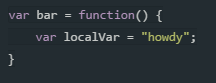 var bar = function() {
    var localVar = "howdy";
}